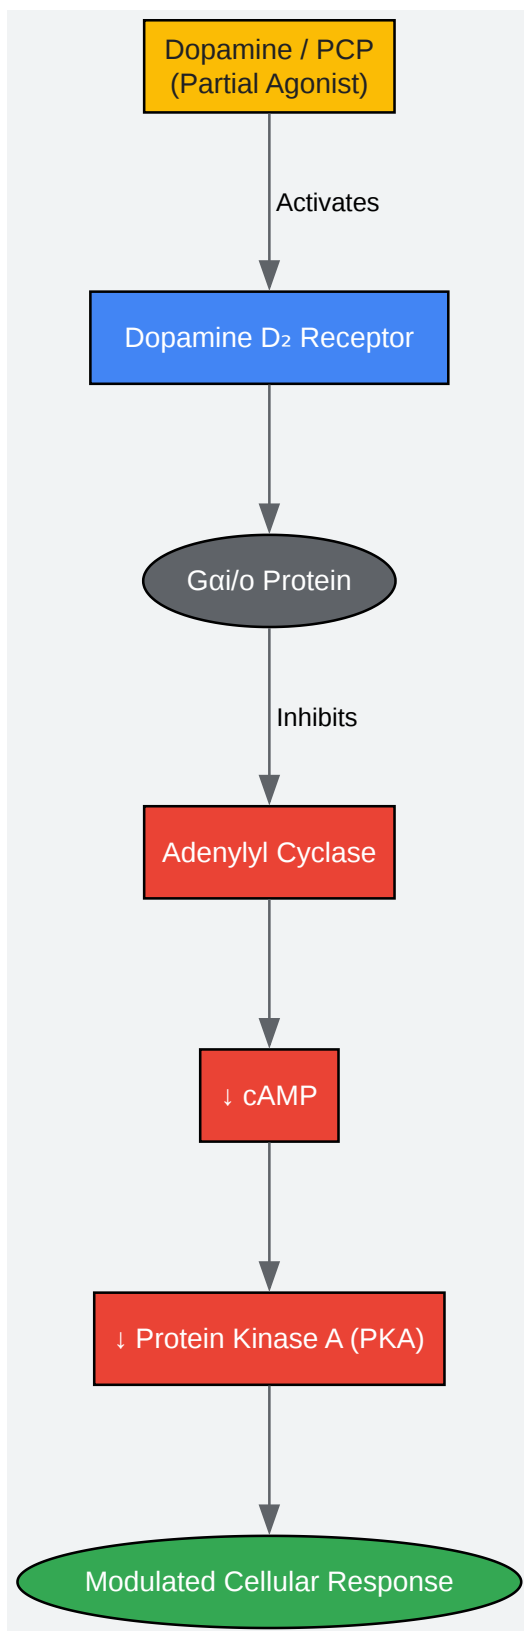 Dopamine / PCP
(Partial Agonist)
Activates
Dopamine D₂ Receptor
Gαi/o Protein
Inhibits
Adenylyl Cyclase
↓ cAMP
↓ Protein Kinase A (PKA)
Modulated Cellular Response